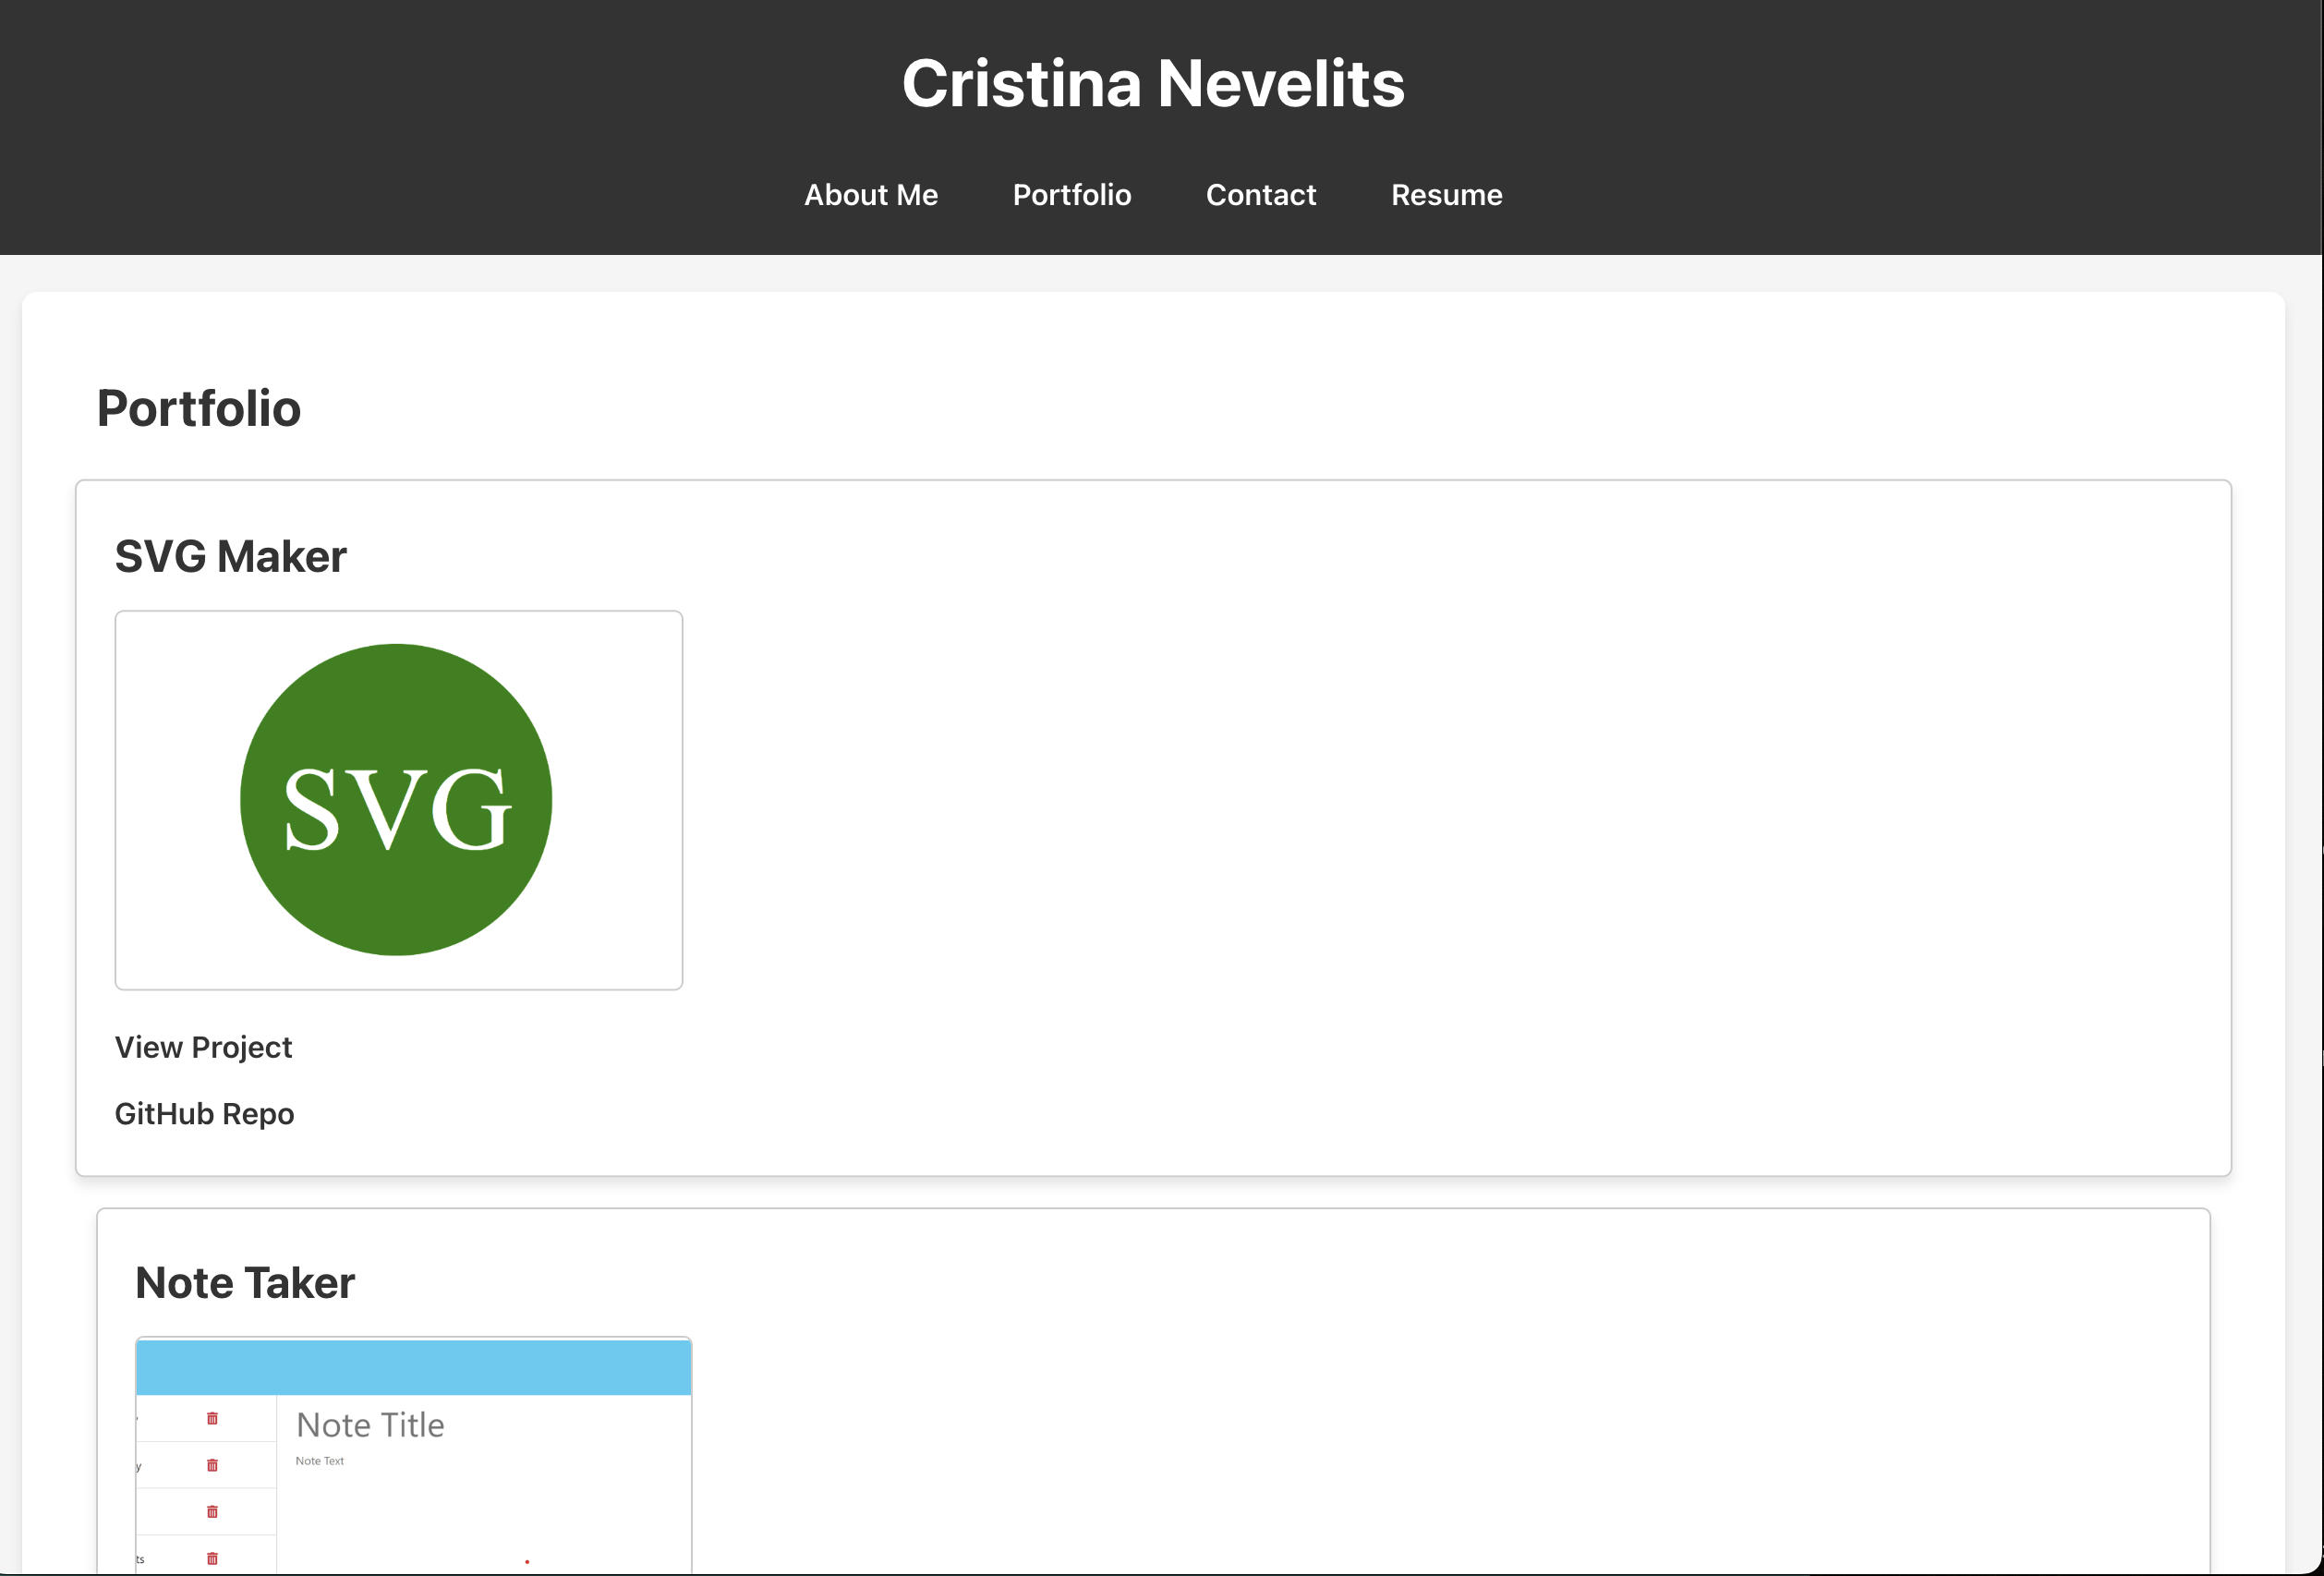 Cristina Nevelits
About Me Portfolio Contact Resume
Portfolio
SVG Maker
SVG
View Project
GitHub Repo
Note Taker
Note Title
Note Text
y
ts